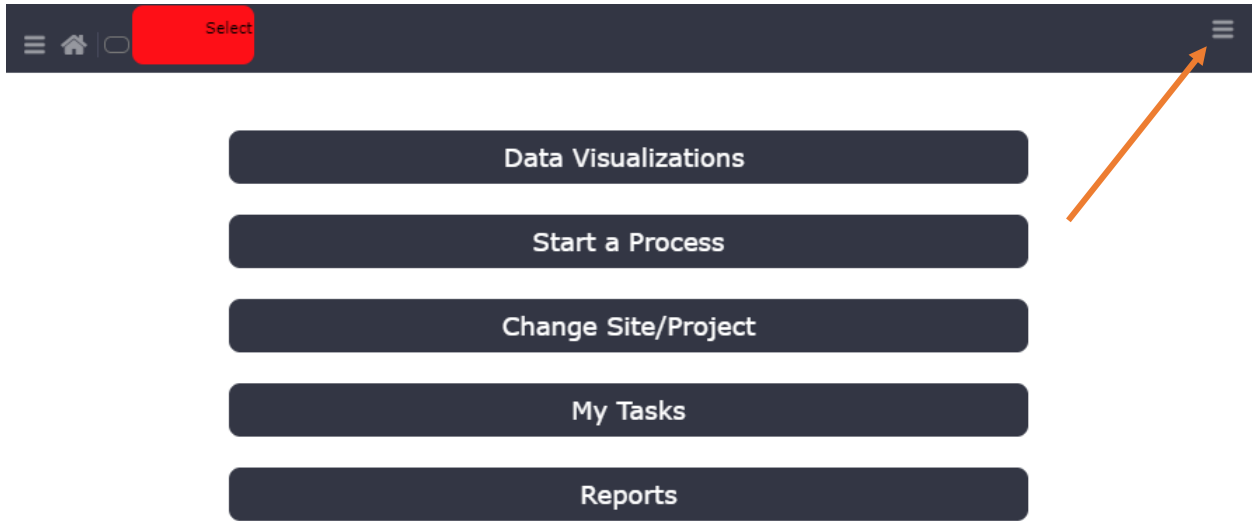 Select
Data Visualizations
Start a Process
Change Site/Project
My Tasks
Reports